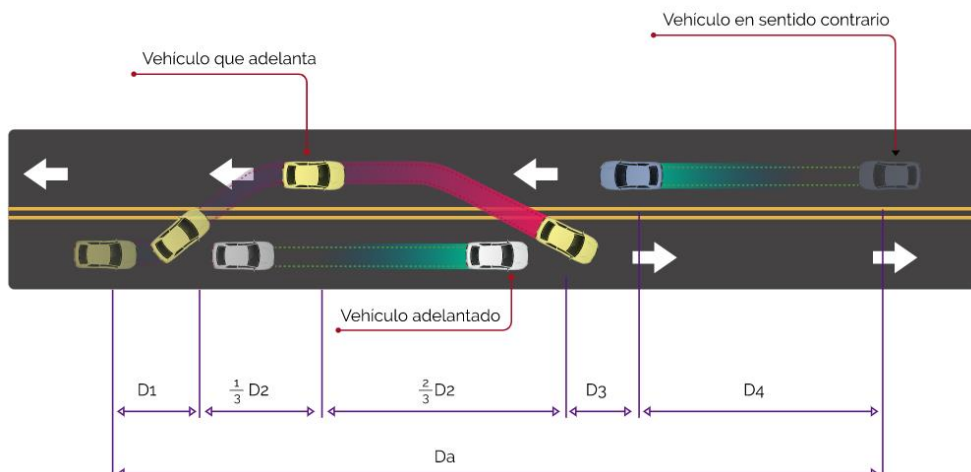 Vehículo en sentido contrario
Vehículo que adelanta
Vehículo adelantado
D1
1/3 D2
2/3 D2
D3
D4
Da